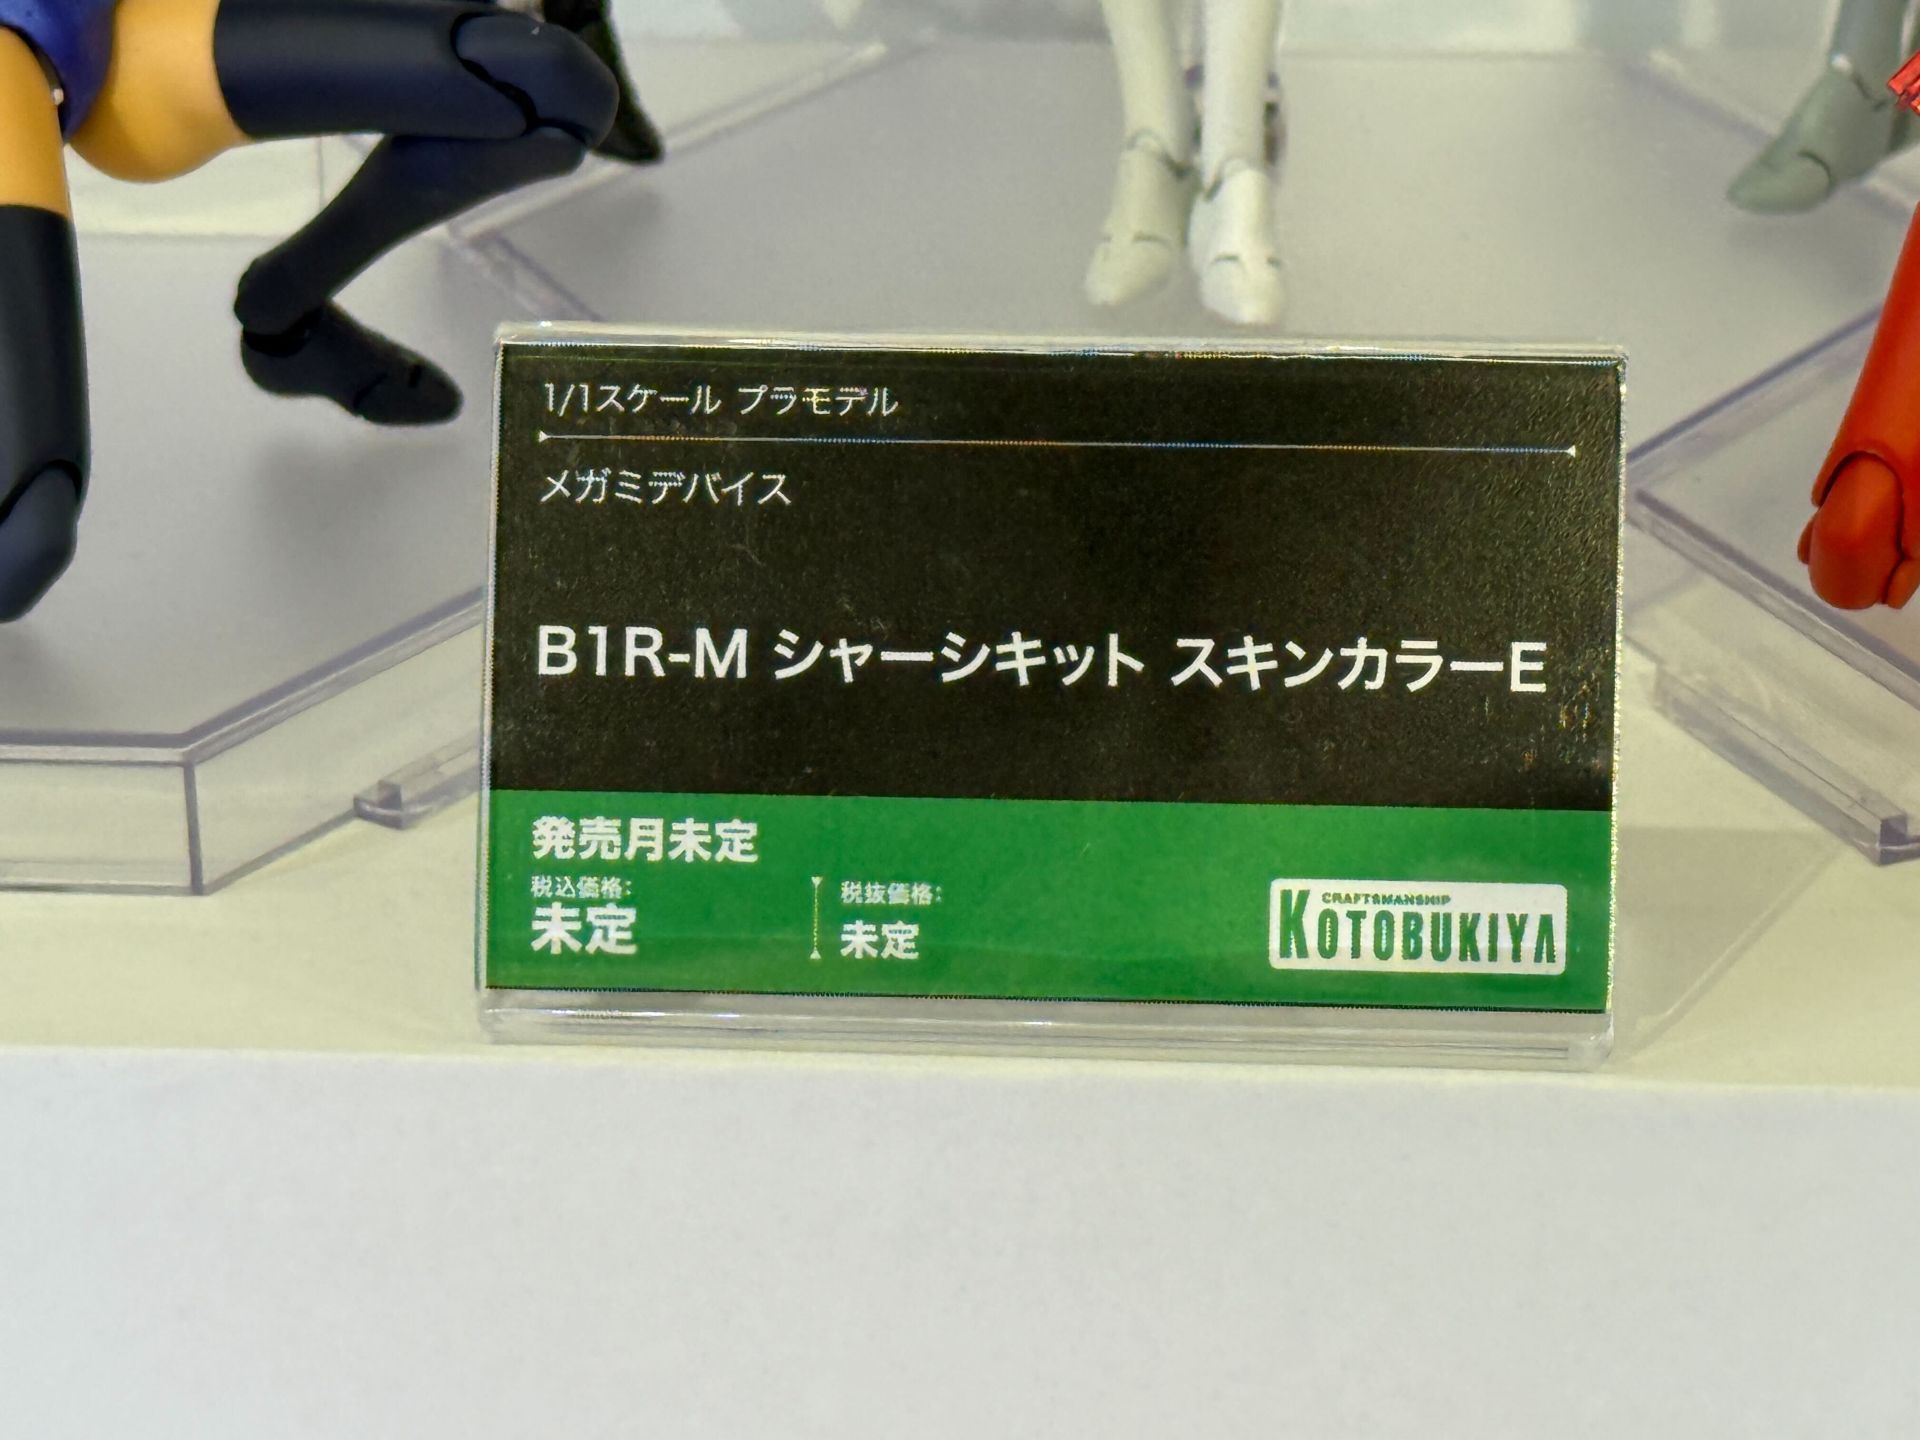 1/1スケール プラモデル
メガミデバイス
B1R-M シャーシキット スキンカラーE
発売月未定
税込価格:
未定
税抜価格:
未定
CRAFTSMANSHIP
KOTOBUKIYA